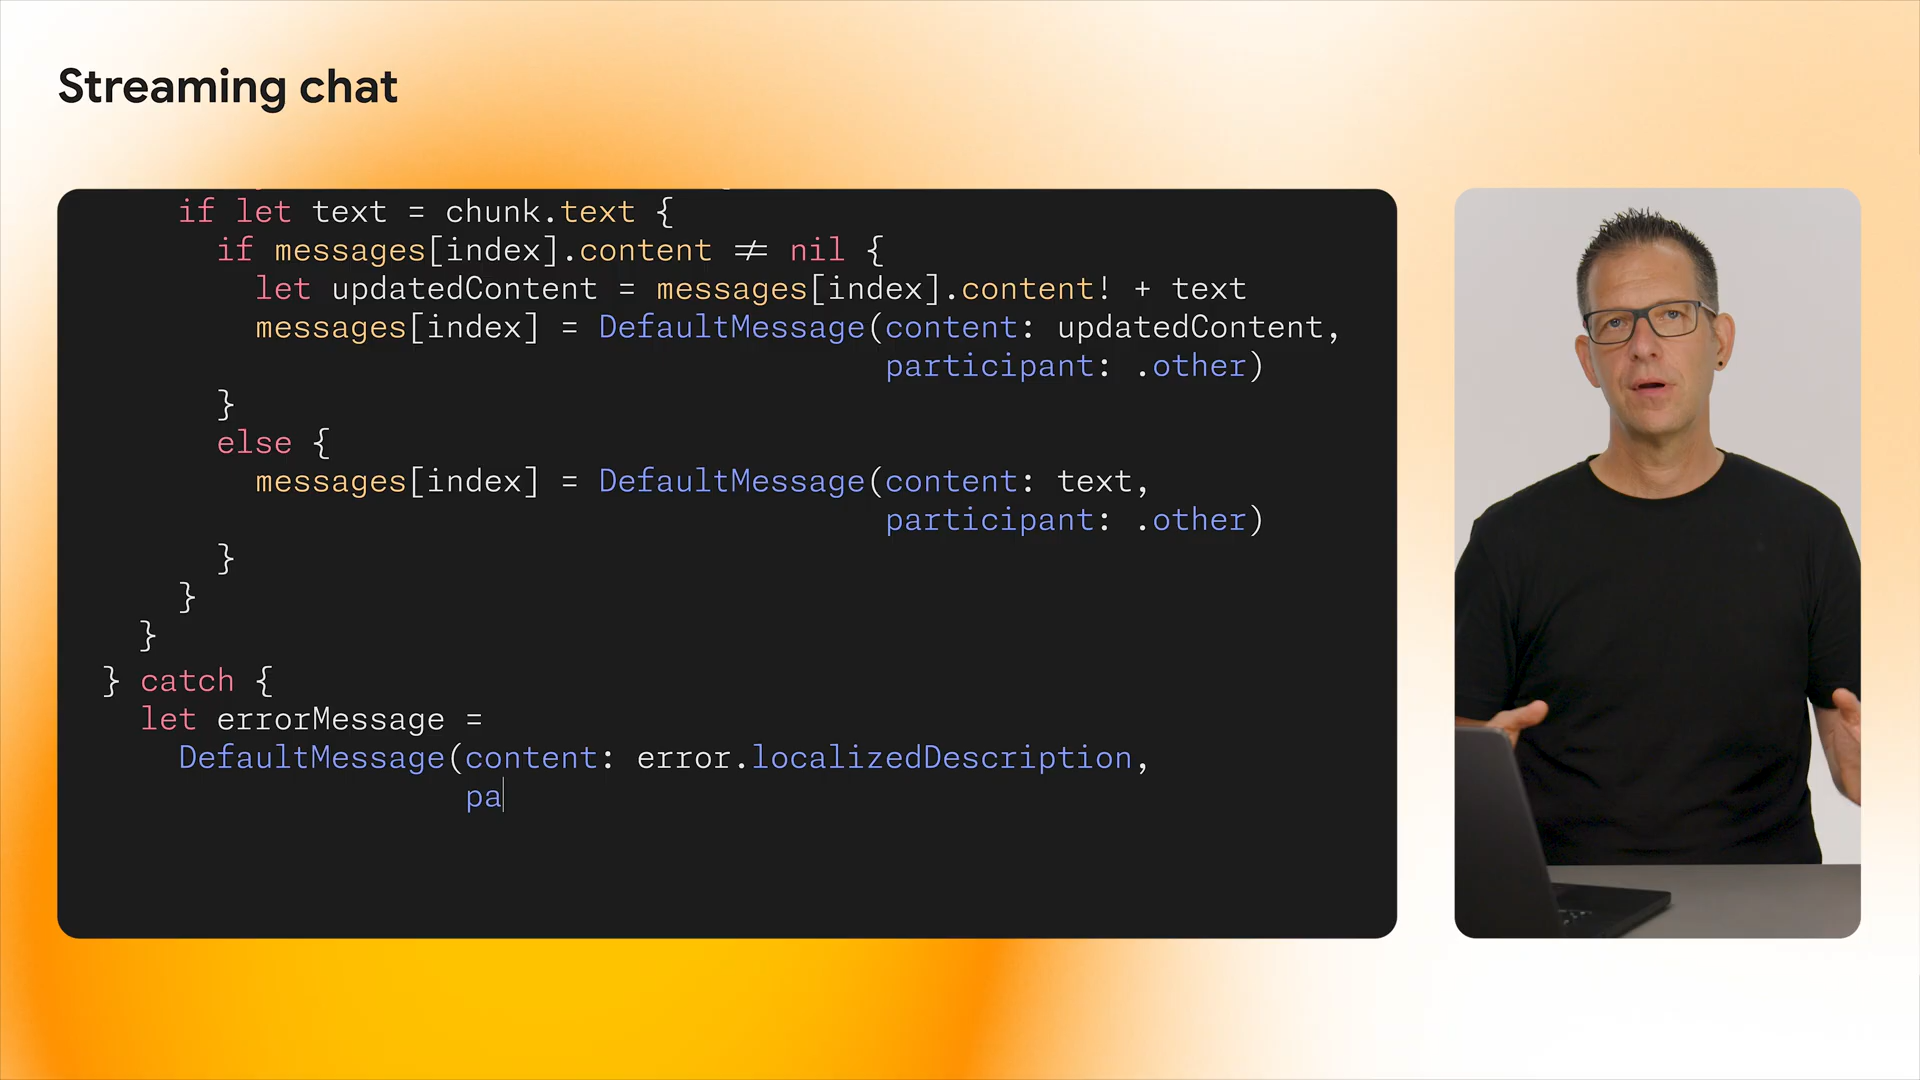 Streaming chat
if let text = chunk.text {
if messages[index].content ≠ nil {
let updatedContent = messages[index].content! + text
messages[index] = DefaultMessage(content: updatedContent,
participant: .other)
}
else {
messages[index] = DefaultMessage(content: text,
participant: .other)
}
}
}
} catch {
let errorMessage =
DefaultMessage(content: error.localizedDescription,
pa